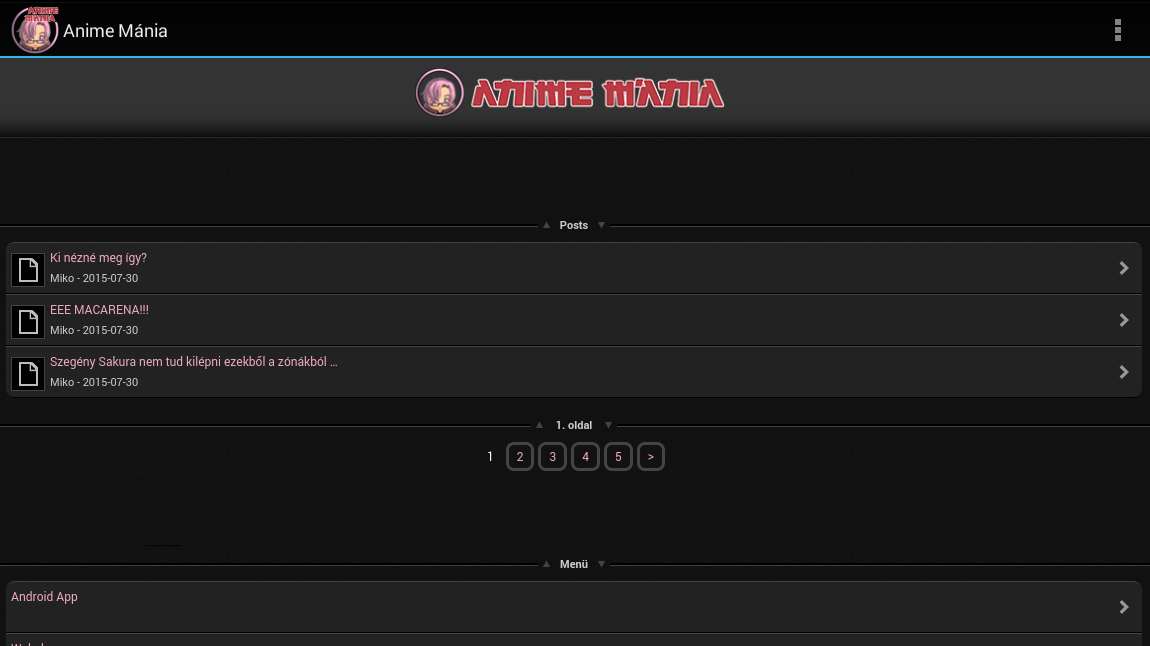 ANIME MANIA
Anime Mánia
ANIME MÁNIA
Posts
Ki nézné meg így?
Miko - 2015-07-30
EEE MACARENA!!!
Miko - 2015-07-30
Szegény Sakura nem tud kilépni ezekből a zónákból ...
Miko - 2015-07-30
1. oldal
1 2 3 4 5 >
Menü
Android App